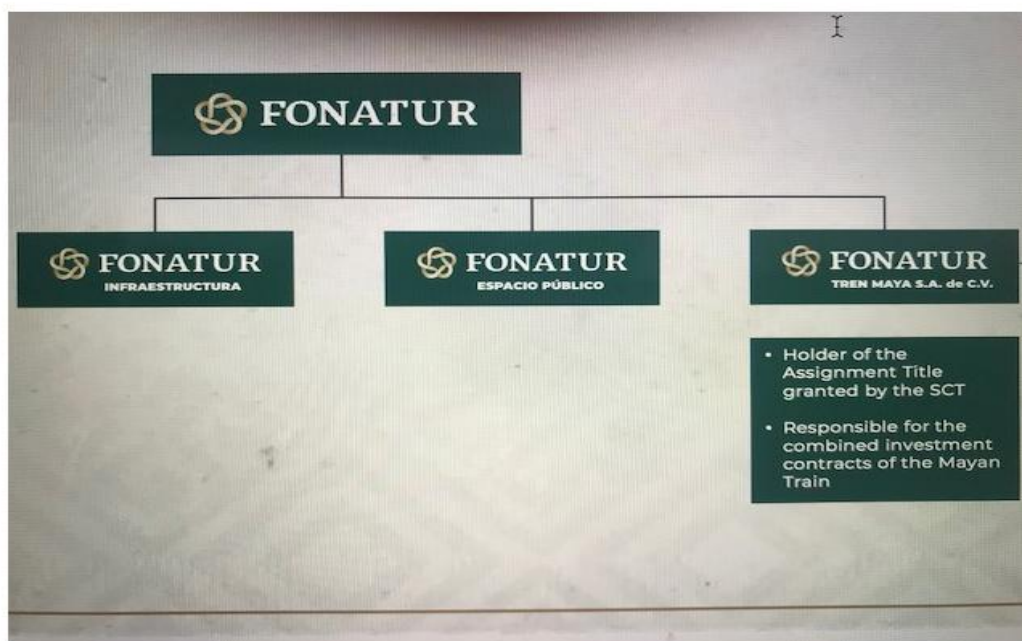 FONATUR
FONATUR
INFRAESTRUCTURA
FONATUR
ESPACIO PÚBLICO
FONATUR
TREN MAYA S.A. de C.V.
• Holder of the
Assignment Title
granted by the SCT
• Responsible for the
combined investment
contracts of the Mayan
Train